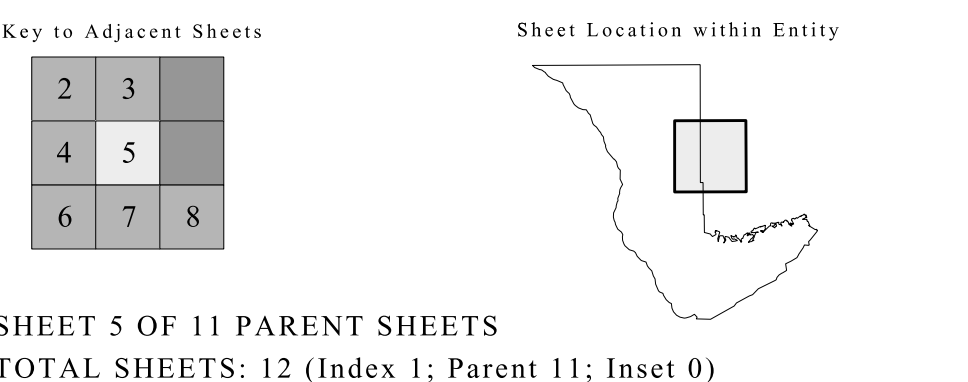 Key to Adjacent Sheets
Sheet Location within Entity
2 3
4 5
6 7 8
SHEET 5 OF 11 PARENT SHEETS
TOTAL SHEETS: 12 (Index 1; Parent 11; Inset 0)